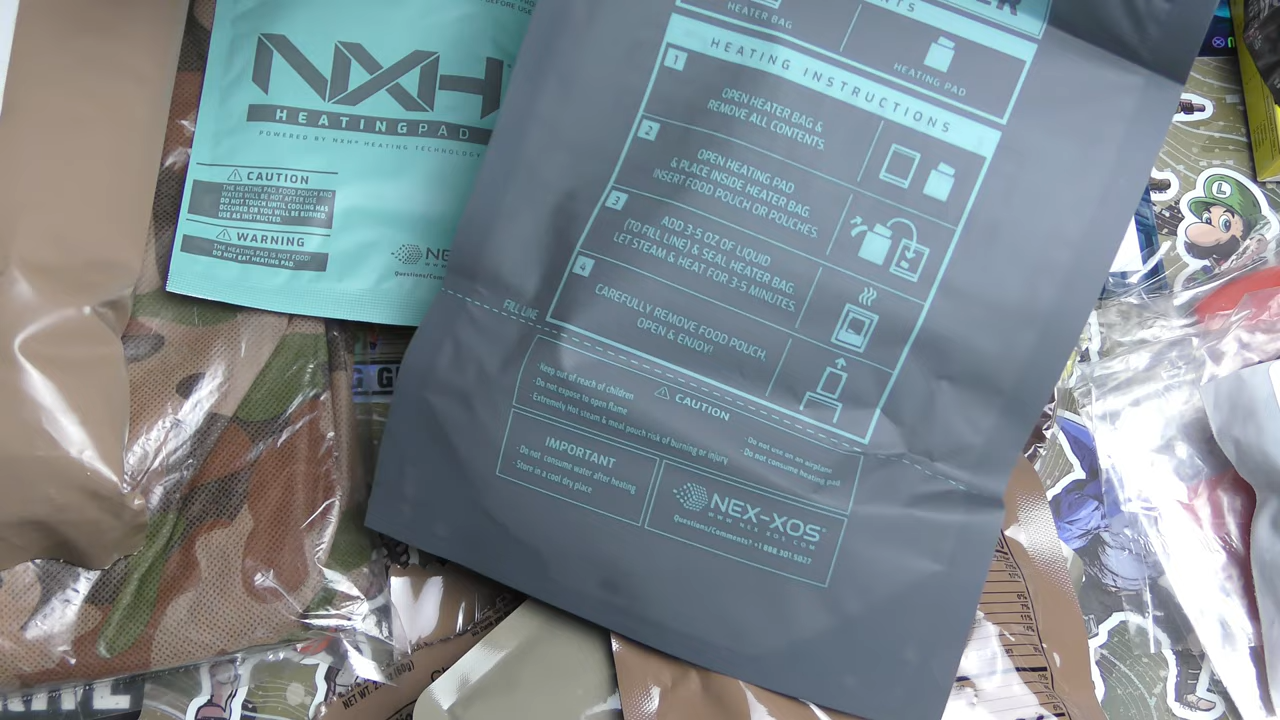 BEFORE USE
NXH
HEATINGPAD
POWERED BY NXH® HEATING TECHNOLOGY
CAUTION
THE HEATING PAD, FOOD POUCH AND
WATER WILL BE HOT AFTER USE
DO NOT TOUCH UNTIL COOLING HAS
OCCURED OR YOU WILL BE BURNED.
USE AS INSTRUCTED.
WARNING
THE HEATING PAD IS NOT FOOD!
DO NOT EAT HEATING PAD.
NEX
Questions/Comm
HEATER BAG
HEATING PAD
HEATING INSTRUCTIONS
1
OPEN HEATER BAG &
REMOVE ALL CONTENTS.
2
OPEN HEATING PAD
& PLACE INSIDE HEATER BAG.
INSERT FOOD POUCH OR POUCHES.
3
ADD 3-5 OZ OF LIQUID
(TO FILL LINE) & SEAL HEATER BAG.
LET STEAM & HEAT FOR 3-5 MINUTES.
4
CAREFULLY REMOVE FOOD POUCH,
OPEN & ENJOY!
FILL LINE
CAUTION
· Keep out of reach of children
· Do not expose to open flame
· Extremely Hot steam & meal pouch risk of burning or injury
· Do not use on an airplane
· Do not consume heating pad
IMPORTANT
· Do not consume water after heating
· Store in a cool dry place
NEX-XOS®
WWW.NEX-XOS.COM
Questions/Comments? +1 888.301.5027
L